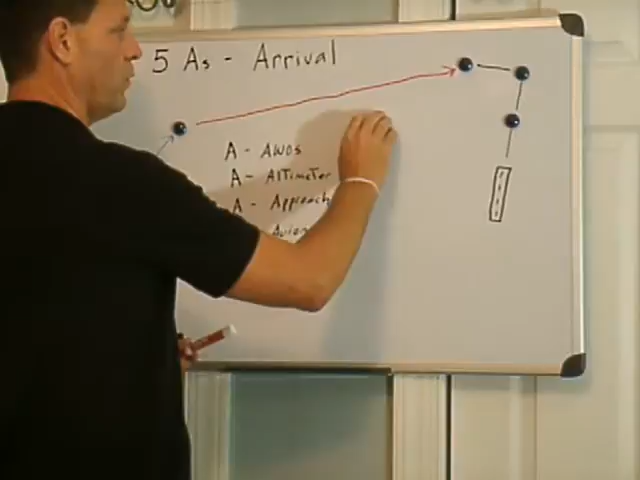 5 As - Arrival
A - AWOS
A - Altimeter
A - Approach